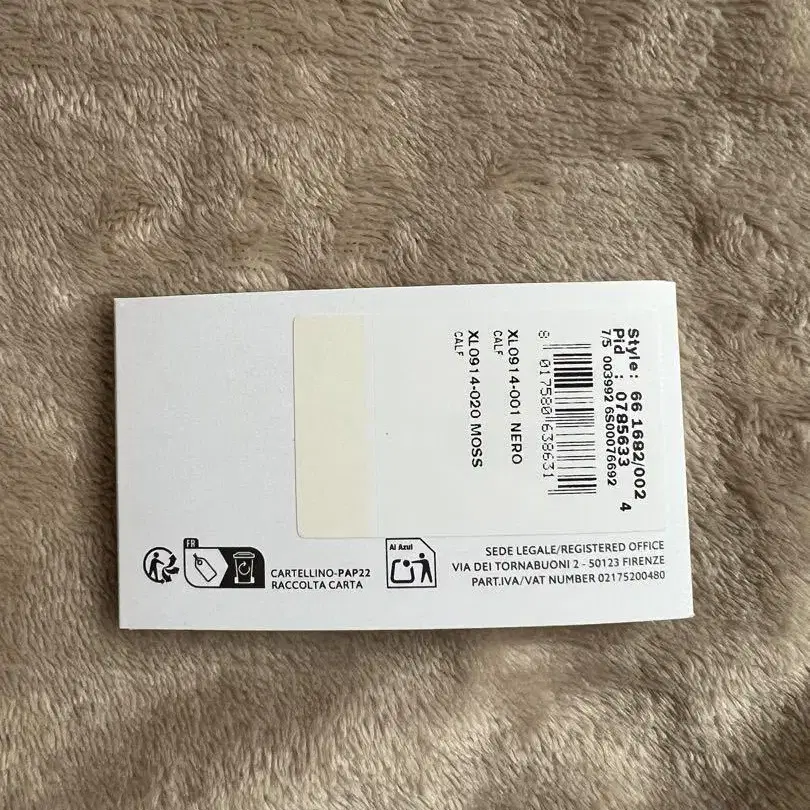 Style: 66 1682/002 4
Pid : 0785633
7/5 003992 6S00076692
8 017580 638631
XL0914-001 NERO
CALF
XL0914-020 MOSS
CALF
FR
CARTELLINO-PAP22
RACCOLTA CARTA
Al Azul
SEDE LEGALE/REGISTERED OFFICE
VIA DEI TORNABUONI 2 - 50123 FIRENZE
PART.IVA/VAT NUMBER 02175200480